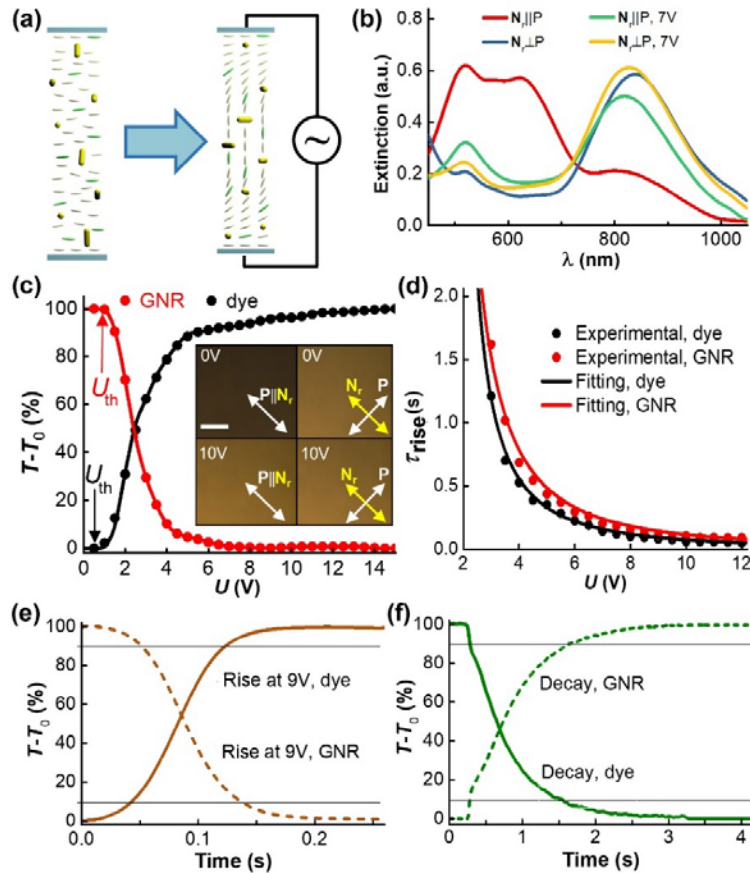 (a)
~
(b)
N_r||P
N_r||P, 7V
N_r⊥P
N_r⊥P, 7V
Extinction (a.u.)
0.8
0.6
0.4
0.2
0.0
600
800
1000
λ (nm)
(c)
GNR
dye
T-T_0 (%)
100
80
60
40
20
0
U_th
U_th
0V
P||N_r
0V
N_r
P
10V
P||N_r
10V
N_r
P
0
2
4
6
8
10
12
14
U (V)
(d)
Experimental, dye
Experimental, GNR
Fitting, dye
Fitting, GNR
τ_rise(s)
2.0
1.5
1.0
0.5
0.0
2
4
6
8
10
12
U (V)
(e)
T-T_0 (%)
100
80
60
40
20
0
Rise at 9V, dye
Rise at 9V, GNR
0.0
0.1
0.2
Time (s)
(f)
T-T_0 (%)
100
80
60
40
20
0
Decay, GNR
Decay, dye
0
1
2
3
4
Time (s)